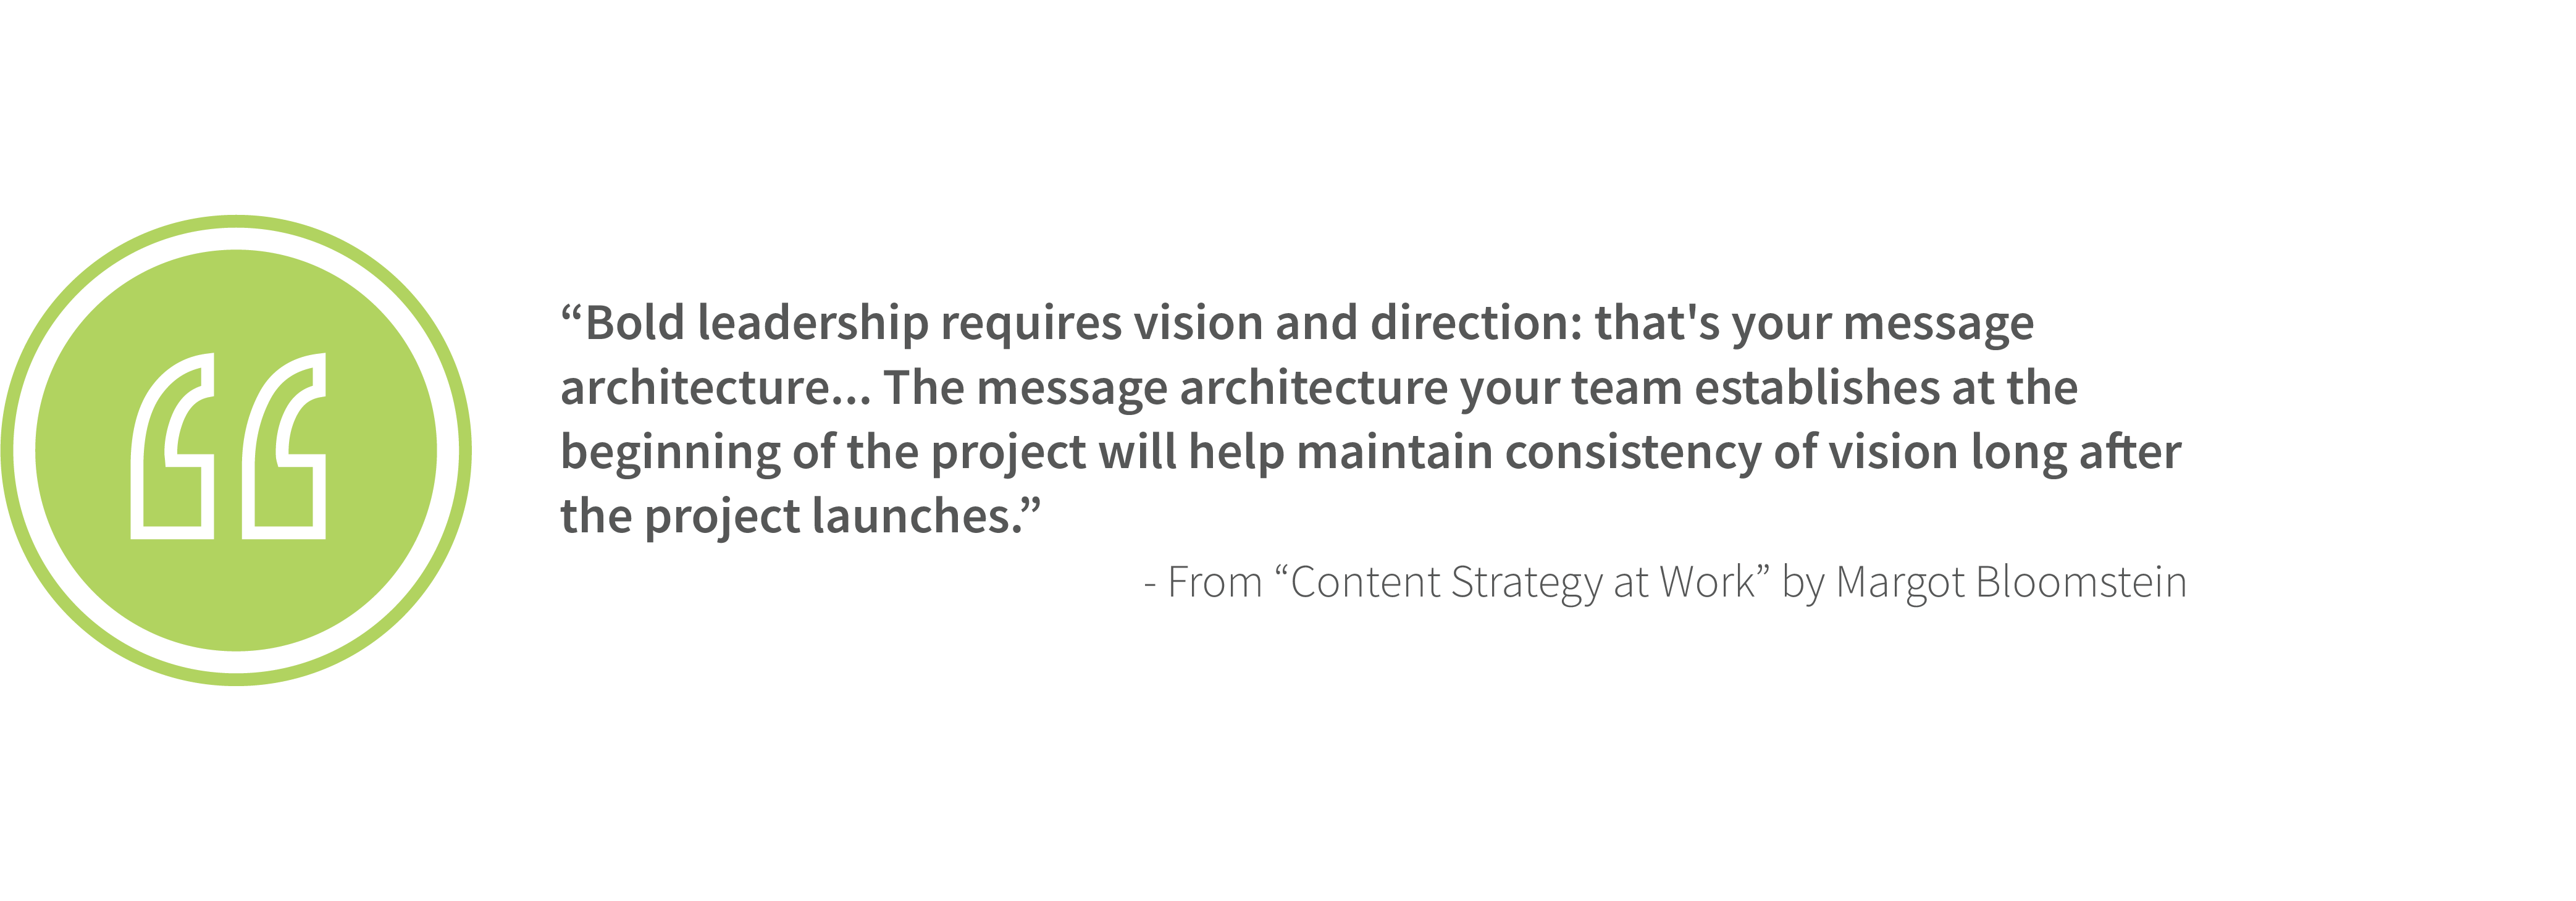 “Bold leadership requires vision and direction: that's your message
architecture... The message architecture your team establishes at the
beginning of the project will help maintain consistency of vision long after
the project launches.”
- From “Content Strategy at Work” by Margot Bloomstein